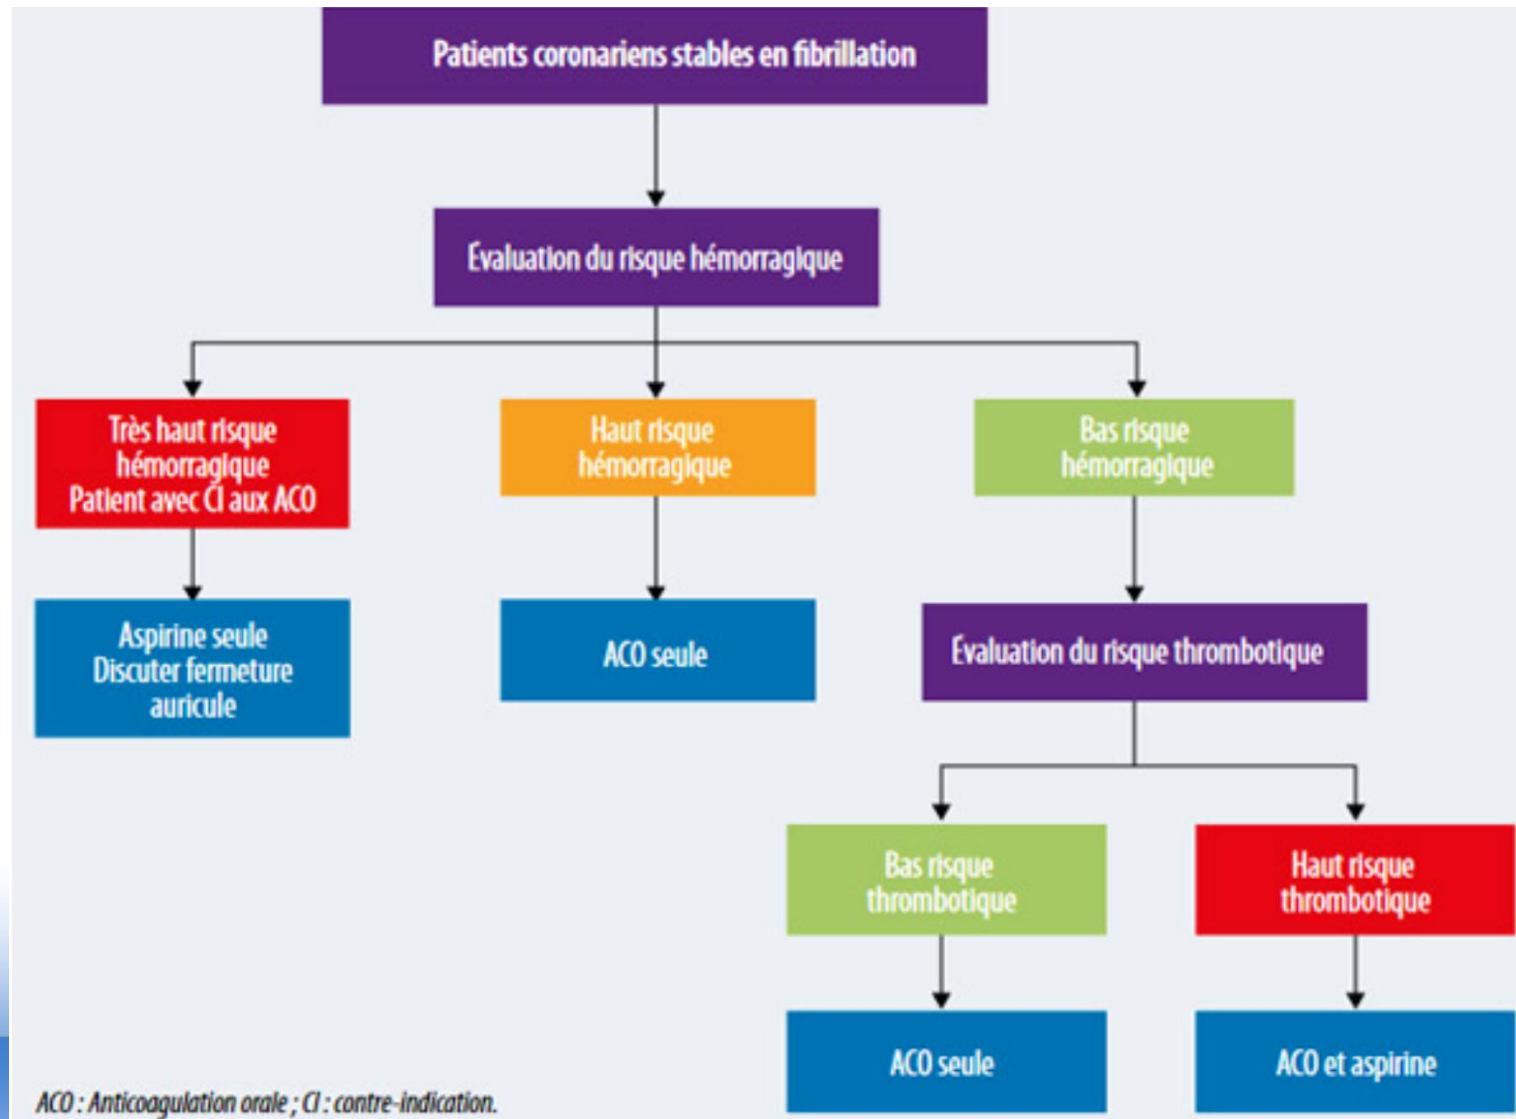 Patients coronariens stables en fibrillation
Évaluation du risque hémorragique
Très haut risque
hémorragique
Patient avec CI aux ACO
Haut risque
hémorragique
Bas risque
hémorragique
Aspirine seule
Discuter fermeture
auricule
ACO seule
Évaluation du risque thrombotique
Bas risque
thrombotique
Haut risque
thrombotique
ACO seule
ACO et aspirine
ACO : Anticoagulation orale ; CI : contre-indication.